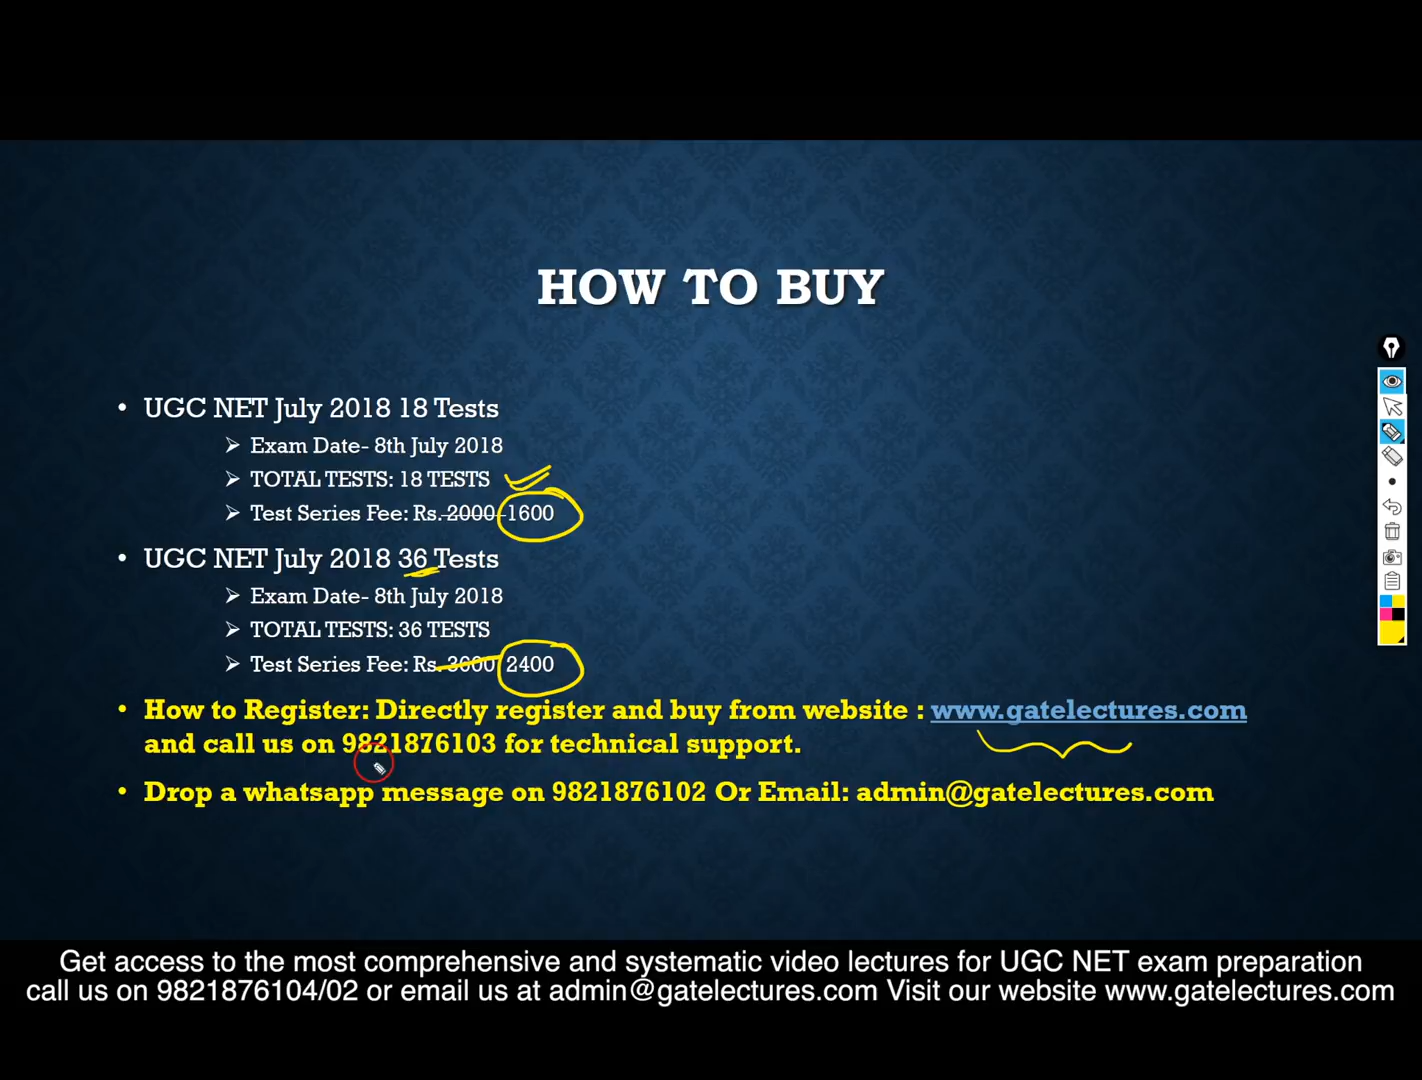 HOW TO BUY
• UGC NET July 2018 18 Tests
➢ Exam Date- 8th July 2018
➢ TOTAL TESTS: 18 TESTS
➢ Test Series Fee: Rs. 2000 1600
• UGC NET July 2018 36 Tests
➢ Exam Date- 8th July 2018
➢ TOTAL TESTS: 36 TESTS
➢ Test Series Fee: Rs. 3000 2400
• How to Register: Directly register and buy from website : www.gatelectures.com
and call us on 9821876103 for technical support.
• Drop a whatsapp message on 9821876102 Or Email: admin@gatelectures.com
Get access to the most comprehensive and systematic video lectures for UGC NET exam preparation
call us on 9821876104/02 or email us at admin@gatelectures.com Visit our website www.gatelectures.com